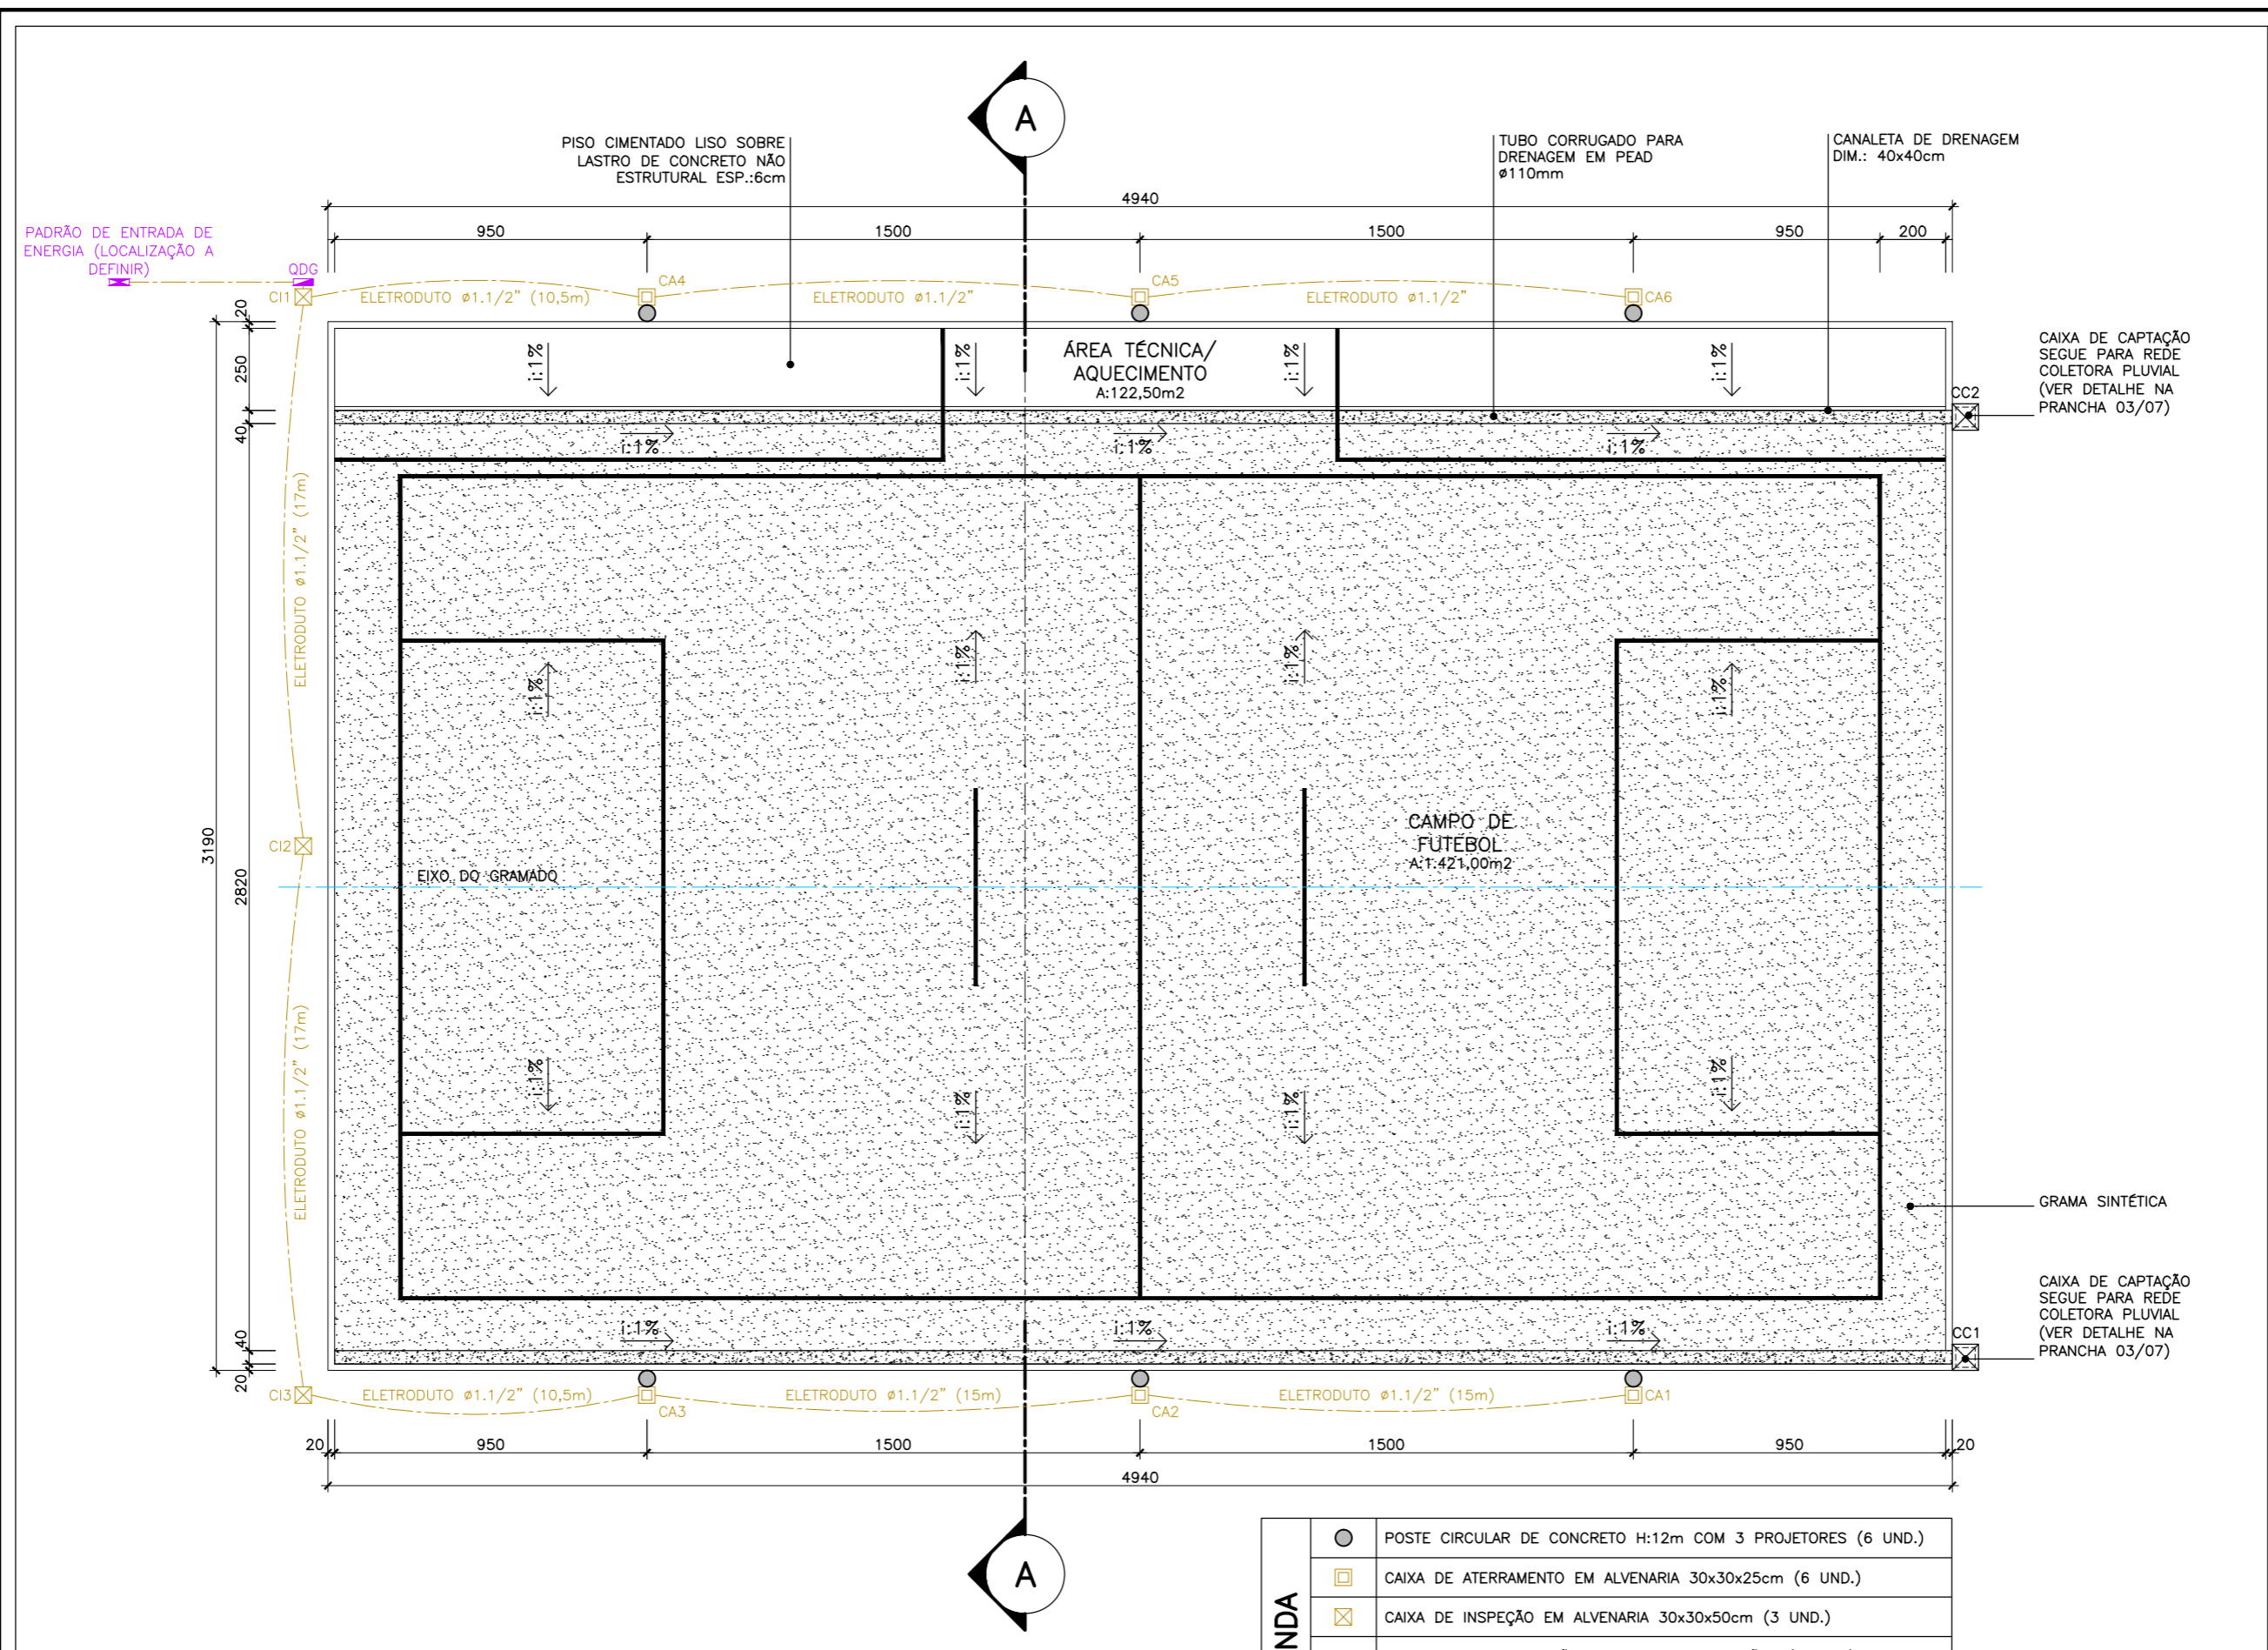 A
PISO CIMENTADO LISO SOBRE
LASTRO DE CONCRETO NÃO
ESTRUTURAL ESP.:6cm
TUBO CORRUGADO PARA
DRENAGEM EM PEAD
ø110mm
CANALETA DE DRENAGEM
DIM.: 40x40cm
4940
950
1500
1500
950
200
PADRÃO DE ENTRADA DE
ENERGIA (LOCALIZAÇÃO A
DEFINIR)
QDG
CI1
ELETRODUTO ø1.1/2" (10,5m)
CA4
ELETRODUTO ø1.1/2"
CA5
ELETRODUTO ø1.1/2"
CA6
20
250
40
i:1%
i:1%
ÁREA TÉCNICA/
AQUECIMENTO
A:122,50m2
i:1%
i:1%
CC2
CAIXA DE CAPTAÇÃO
SEGUE PARA REDE
COLETORA PLUVIAL
(VER DETALHE NA
PRANCHA 03/07)
i:1%
i:1%
i:1%
ELETRODUTO ø1.1/2" (17m)
i:1%
i:1%
i:1%
i:1%
3190
2820
CI2
EIXO DO GRAMADO
CAMPO DE
FUTEBOL
A:1.421,00m2
ELETRODUTO ø1.1/2" (17m)
i:1%
i:1%
i:1%
i:1%
GRAMA SINTÉTICA
CAIXA DE CAPTAÇÃO
SEGUE PARA REDE
COLETORA PLUVIAL
(VER DETALHE NA
PRANCHA 03/07)
CC1
i:1%
i:1%
i:1%
40
20
CI3
ELETRODUTO ø1.1/2" (10,5m)
CA3
ELETRODUTO ø1.1/2" (15m)
CA2
ELETRODUTO ø1.1/2" (15m)
CA1
20
950
1500
1500
950
20
4940
A
NDA
POSTE CIRCULAR DE CONCRETO H:12m COM 3 PROJETORES (6 UND.)
CAIXA DE ATERRAMENTO EM ALVENARIA 30x30x25cm (6 UND.)
CAIXA DE INSPEÇÃO EM ALVENARIA 30x30x50cm (3 UND.)